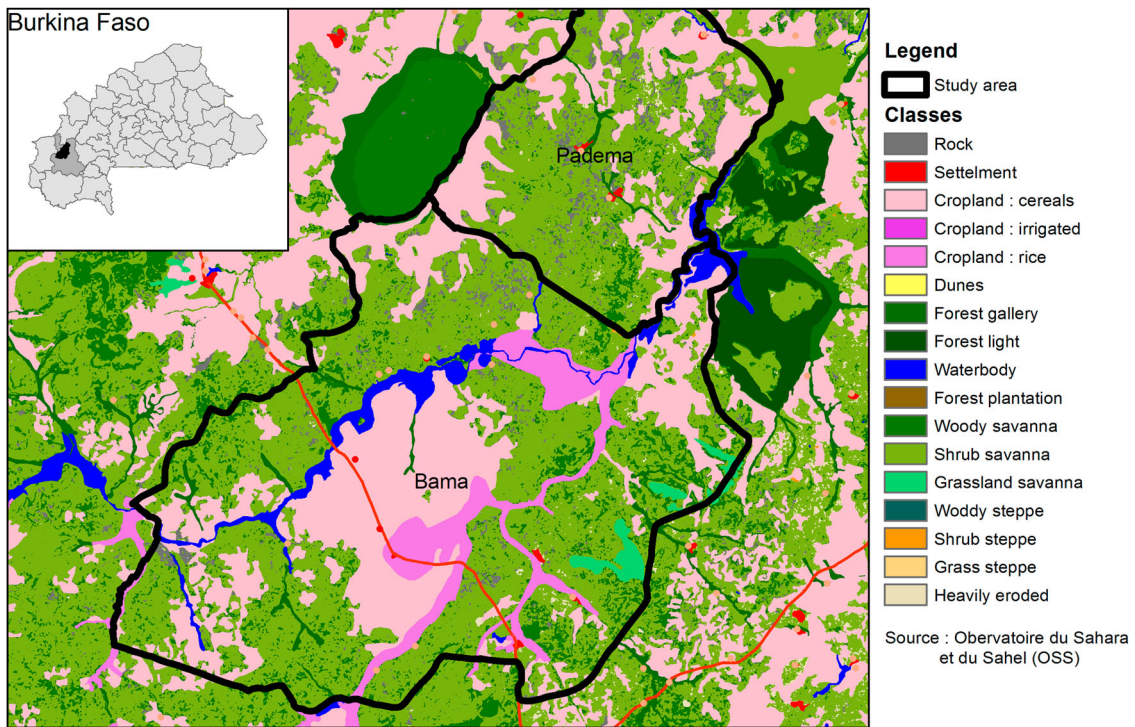 Burkina Faso
Padema
Bama
Legend
Study area
Classes
Rock
Settelment
Cropland : cereals
Cropland : irrigated
Cropland : rice
Dunes
Forest gallery
Forest light
Waterbody
Forest plantation
Woody savanna
Shrub savanna
Grassland savanna
Woddy steppe
Shrub steppe
Grass steppe
Heavily eroded
Source : Obervatoire du Sahara
et du Sahel (OSS)